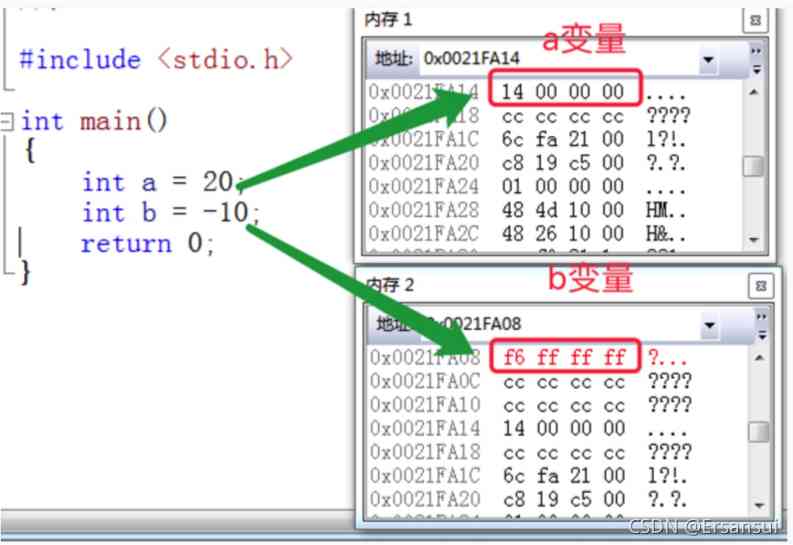 #include <stdio.h>
int main()
{
int a = 20;
int b = -10;
return 0;
}
内存 1
a变量
地址: 0x0021FA14
0x0021FA14 14 00 00 00 ....
0x0021FA18 cc cc cc cc ????
0x0021FA1C 6c fa 21 00 l?!.
0x0021FA20 c8 19 c5 00 ?.?.
0x0021FA24 01 00 00 00 ....
0x0021FA28 48 4d 10 00 HM..
0x0021FA2C 48 26 10 00 H&..
内存 2
b变量
地址: 0x0021FA08
0x0021FA08 f6 ff ff ff ?...
0x0021FA0C cc cc cc cc ????
0x0021FA10 cc cc cc cc ????
0x0021FA14 14 00 00 00 ....
0x0021FA18 cc cc cc cc ????
0x0021FA1C 6c fa 21 00 l?!.
0x0021FA20 c8 19 c5 00 ?.?.
CSDN @Ersansui